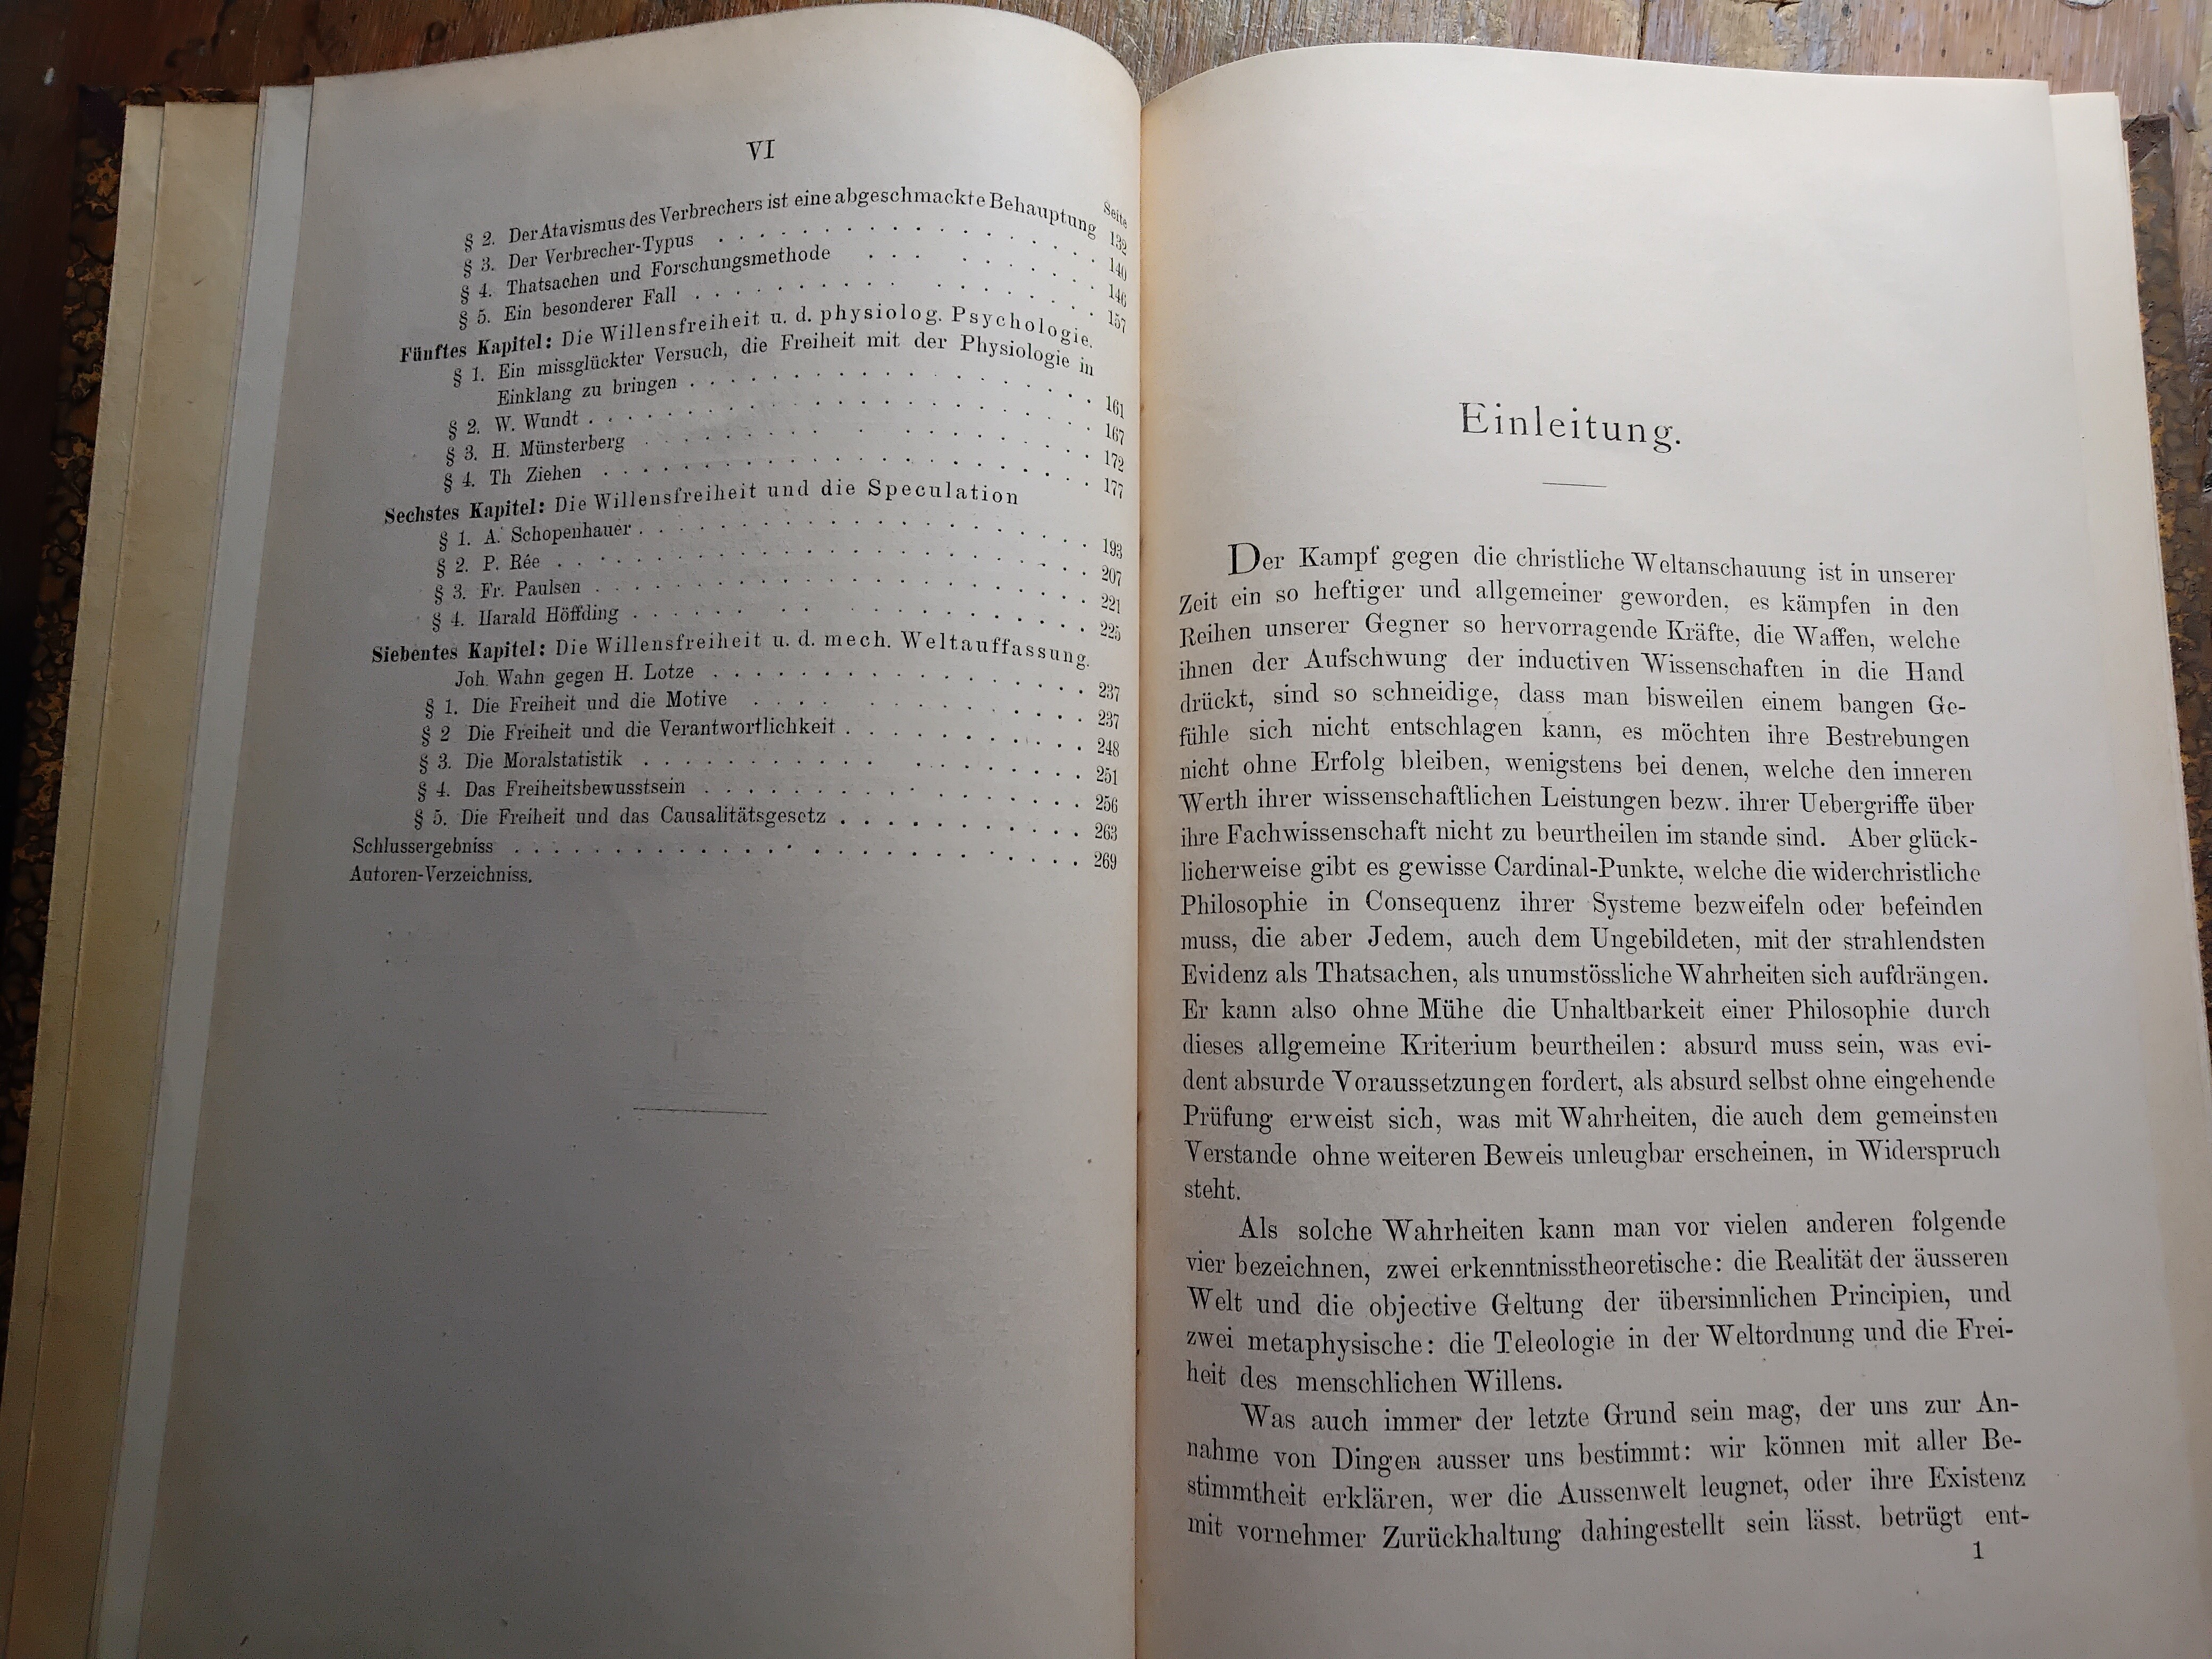 VI
Seite
§ 2. Der Atavismus des Verbrechers ist eine abgeschmackte Behauptung 132
§ 3. Der Verbrecher-Typus . . . . . . . . . . . . . . . . 140
§ 4. Thatsachen und Forschungsmethode . . . . . . . . . . 146
§ 5. Ein besonderer Fall . . . . . . . . . . . . . . . . 157
Fünftes Kapitel: Die Willensfreiheit u. d. physiolog. Psychologie.
§ 1. Ein missglückter Versuch, die Freiheit mit der Physiologie in
Einklang zu bringen . . . . . . . . . . . . . . . . 161
§ 2. W. Wundt . . . . . . . . . . . . . . . . . . . . 167
§ 3. H. Münsterberg . . . . . . . . . . . . . . . . . 172
§ 4. Th Ziehen . . . . . . . . . . . . . . . . . . . 177
Sechstes Kapitel: Die Willensfreiheit und die Speculation
§ 1. A. Schopenhauer . . . . . . . . . . . . . . . . . 193
§ 2. P. Rée . . . . . . . . . . . . . . . . . . . . . 207
§ 3. Fr. Paulsen . . . . . . . . . . . . . . . . . . . 221
§ 4. Harald Höffding . . . . . . . . . . . . . . . . . 225
Siebentes Kapitel: Die Willensfreiheit u. d. mech. Weltauffassung.
Joh. Wahn gegen H. Lotze . . . . . . . . . . . . . . 237
§ 1. Die Freiheit und die Motive . . . . . . . . . . . . 237
§ 2 Die Freiheit und die Verantwortlichkeit . . . . . . . . 248
§ 3. Die Moralstatistik . . . . . . . . . . . . . . . . 251
§ 4. Das Freiheitsbewusstsein . . . . . . . . . . . . . . 256
§ 5. Die Freiheit und das Causalitätsgesetz . . . . . . . . . 263
Schlussergebniss . . . . . . . . . . . . . . . . . . . . 269
Autoren-Verzeichniss.
Einleitung.
Der Kampf gegen die christliche Weltanschauung ist in unserer
Zeit ein so heftiger und allgemeiner geworden, es kämpfen in den
Reihen unserer Gegner so hervorragende Kräfte, die Waffen, welche
ihnen der Aufschwung der inductiven Wissenschaften in die Hand
drückt, sind so schneidige, dass man bisweilen einem bangen Ge-
fühle sich nicht entschlagen kann, es möchten ihre Bestrebungen
nicht ohne Erfolg bleiben, wenigstens bei denen, welche den inneren
Werth ihrer wissenschaftlichen Leistungen bezw. ihrer Uebergriffe über
ihre Fachwissenschaft nicht zu beurtheilen im stande sind. Aber glück-
licherweise gibt es gewisse Cardinal-Punkte, welche die widerchristliche
Philosophie in Consequenz ihrer Systeme bezweifeln oder befeinden
muss, die aber Jedem, auch dem Ungebildeten, mit der strahlendsten
Evidenz als Thatsachen, als unumstössliche Wahrheiten sich aufdrängen.
Er kann also ohne Mühe die Unhaltbarkeit einer Philosophie durch
dieses allgemeine Kriterium beurtheilen: absurd muss sein, was evi-
dent absurde Voraussetzungen fordert, als absurd selbst ohne eingehende
Prüfung erweist sich, was mit Wahrheiten, die auch dem gemeinsten
Verstande ohne weiteren Beweis unleugbar erscheinen, in Widerspruch
steht.
Als solche Wahrheiten kann man vor vielen anderen folgende
vier bezeichnen, zwei erkenntnisstheoretische: die Realität der äusseren
Welt und die objective Geltung der übersinnlichen Principien, und
zwei metaphysische: die Teleologie in der Weltordnung und die Frei-
heit des menschlichen Willens.
Was auch immer der letzte Grund sein mag, der uns zur An-
nahme von Dingen ausser uns bestimmt: wir können mit aller Be-
stimmtheit erklären, wer die Aussenwelt leugnet, oder ihre Existenz
mit vornehmer Zurückhaltung dahingestellt sein lässt, betrügt ent-
1